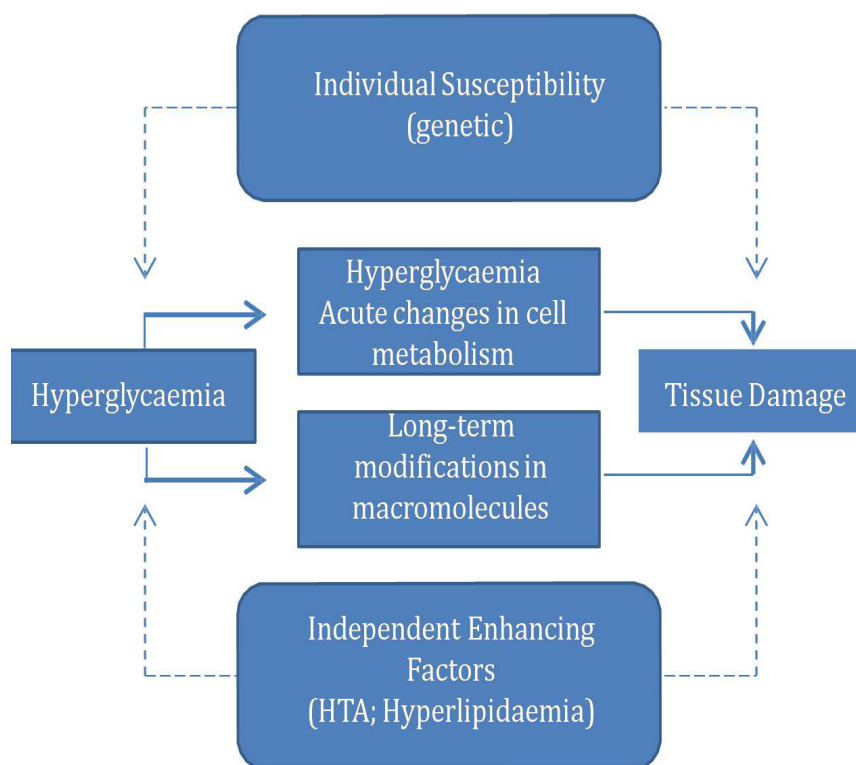 Individual Susceptibility
(genetic)
Hyperglycaemia
Acute changes in cell
metabolism
Hyperglycaemia
Tissue Damage
Long-term
modifications in
macromolecules
Independent Enhancing
Factors
(HTA; Hyperlipidaemia)